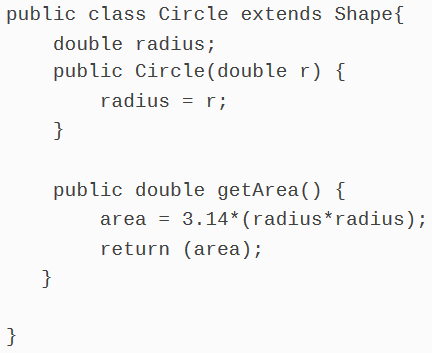 public class Circle extends Shape{
    double radius;
    public Circle(double r) {
        radius = r;
    }

    public double getArea() {
        area = 3.14*(radius*radius);
        return (area);
   }

}